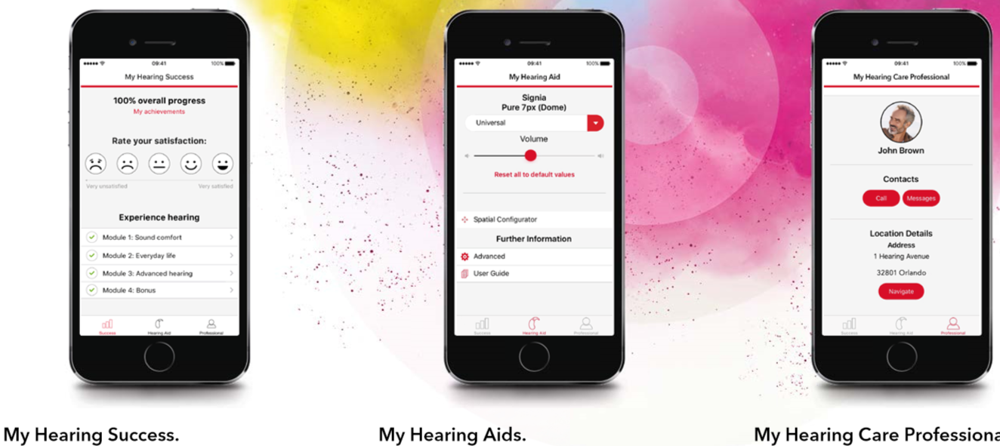 09:41
100%
My Hearing Success
100% overall progress
My achievements
Rate your satisfaction:
Very unsatisfied
Very satisfied
Experience hearing
Module 1: Sound comfort
Module 2: Everyday life
Module 3: Advanced hearing
Module 4: Bonus
Success
Hearing Aid
Professional
My Hearing Success.
09:41
100%
My Hearing Aid
Signia
Pure 7px (Dome)
Universal
Volume
Reset all to default values
Spatial Configurator
Further Information
Advanced
User Guide
Success
Hearing Aid
Professional
My Hearing Aids.
09:41
100%
My Hearing Care Professional
John Brown
Contacts
Call
Messages
Location Details
Address
1 Hearing Avenue
32801 Orlando
Navigate
Success
Hearing Aid
Professional
My Hearing Care Professiona